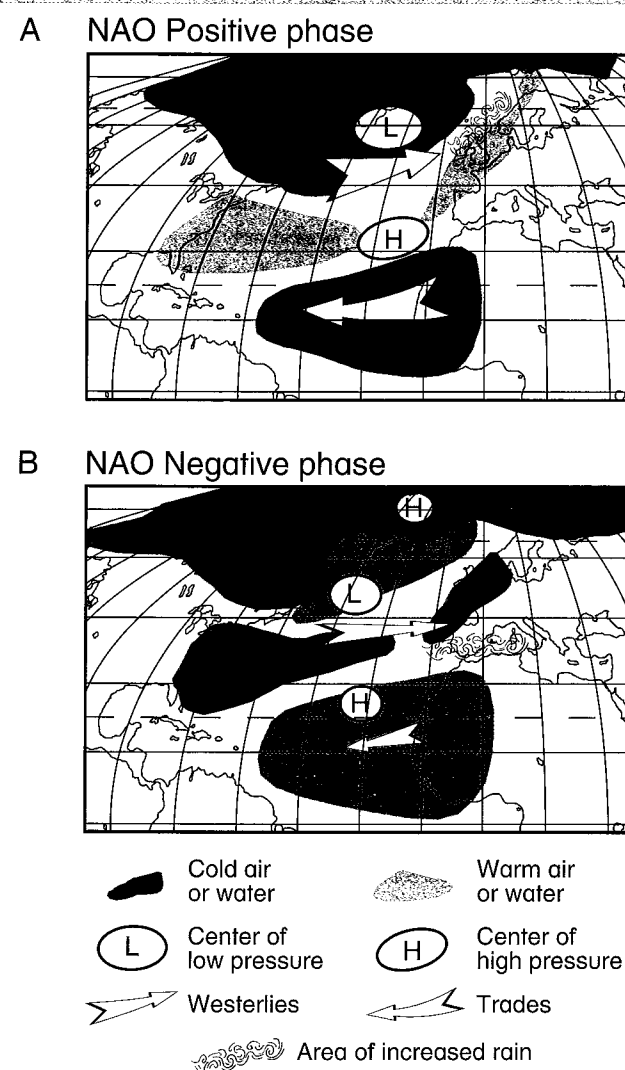 A NAO Positive phase
L
H
B NAO Negative phase
H
L
H
Cold air
or water
Warm air
or water
L
Center of
low pressure
H
Center of
high pressure
Westerlies
Trades
Area of increased rain